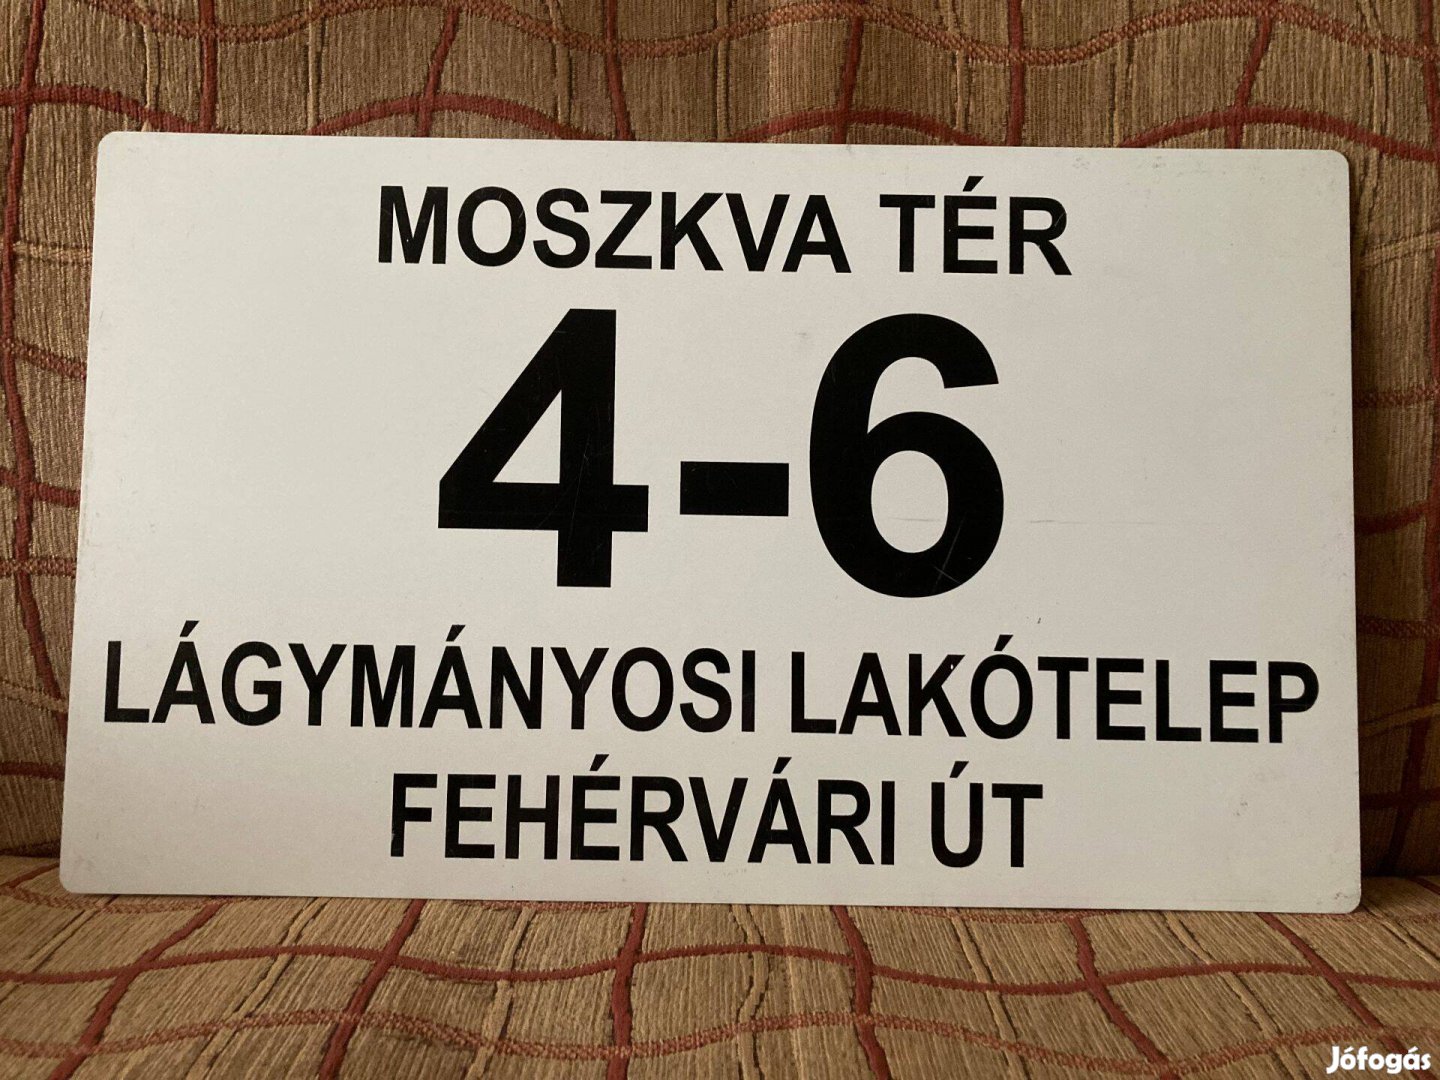 MOSZKVA TÉR
4-6
LÁGYMÁNYOSI LAKÓTELEP
FEHÉRVÁRI ÚT
Jófogás